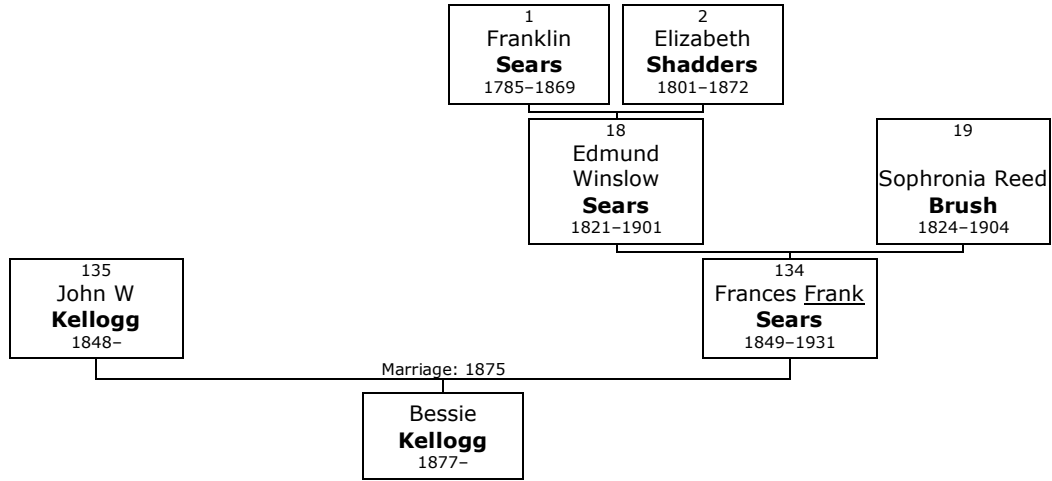 1
Franklin
Sears
1785–1869
2
Elizabeth
Shadders
1801–1872
18
Edmund
Winslow
Sears
1821–1901
19
Sophronia Reed
Brush
1824–1904
135
John W
Kellogg
1848–
134
Frances Frank
Sears
1849–1931
Marriage: 1875
Bessie
Kellogg
1877–